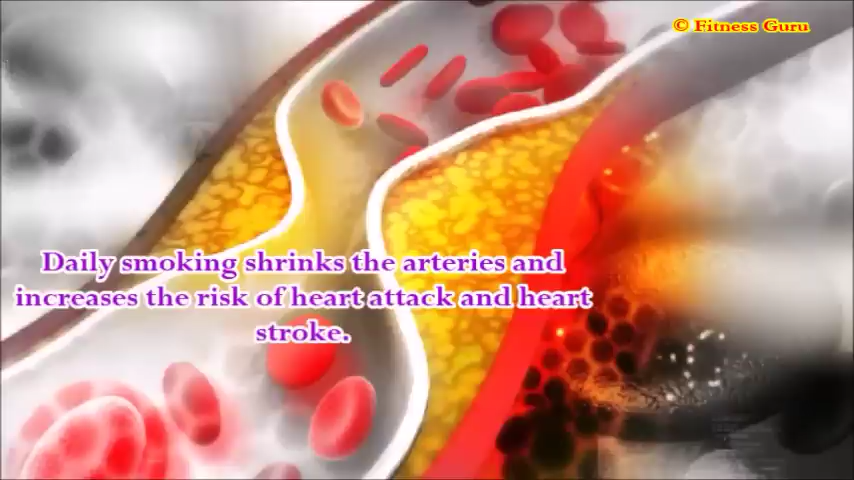 © Fitness Guru
Daily smoking shrinks the arteries and
increases the risk of heart attack and heart
stroke.